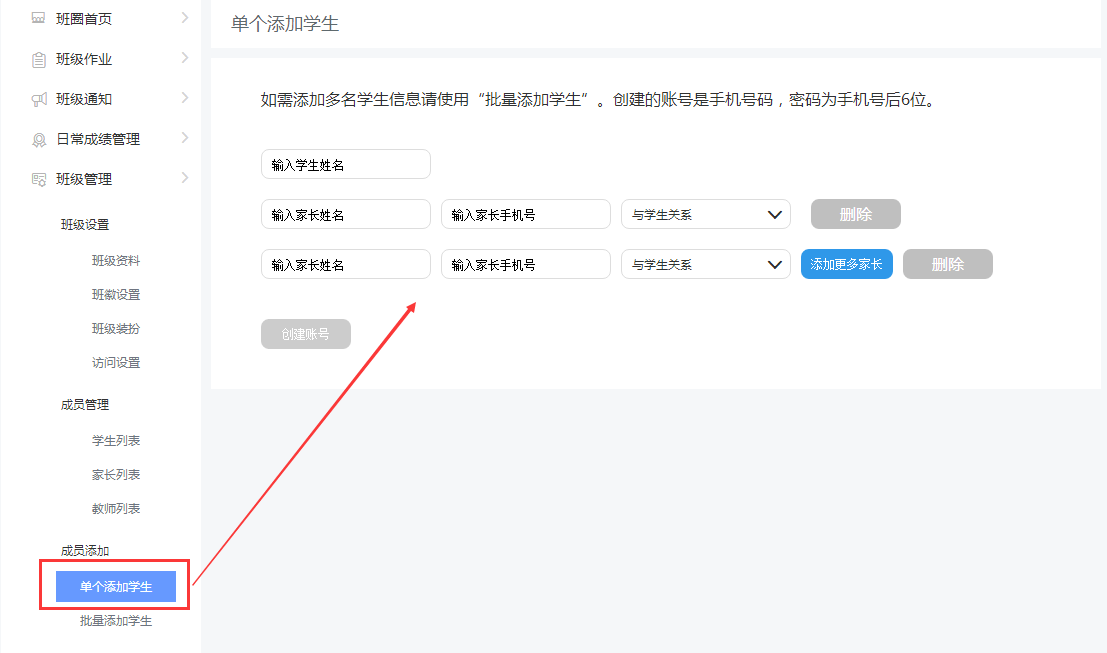 班圈首页
班级作业
班级通知
日常成绩管理
班级管理
班级设置
班级资料
班徽设置
班级装扮
访问设置
成员管理
学生列表
家长列表
教师列表
成员添加
单个添加学生
批量添加学生
单个添加学生
如需添加多名学生信息请使用“批量添加学生”。创建的账号是手机号码，密码为手机号后6位。
输入学生姓名
输入家长姓名 输入家长手机号 与学生关系 删除
输入家长姓名 输入家长手机号 与学生关系 添加更多家长 删除
创建账号